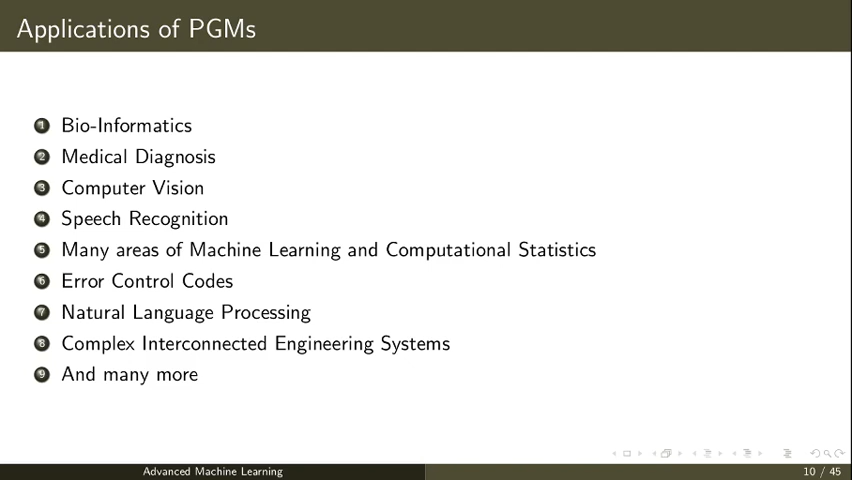 Applications of PGMs
1 Bio-Informatics
2 Medical Diagnosis
3 Computer Vision
4 Speech Recognition
5 Many areas of Machine Learning and Computational Statistics
6 Error Control Codes
7 Natural Language Processing
8 Complex Interconnected Engineering Systems
9 And many more
Advanced Machine Learning
10 / 45